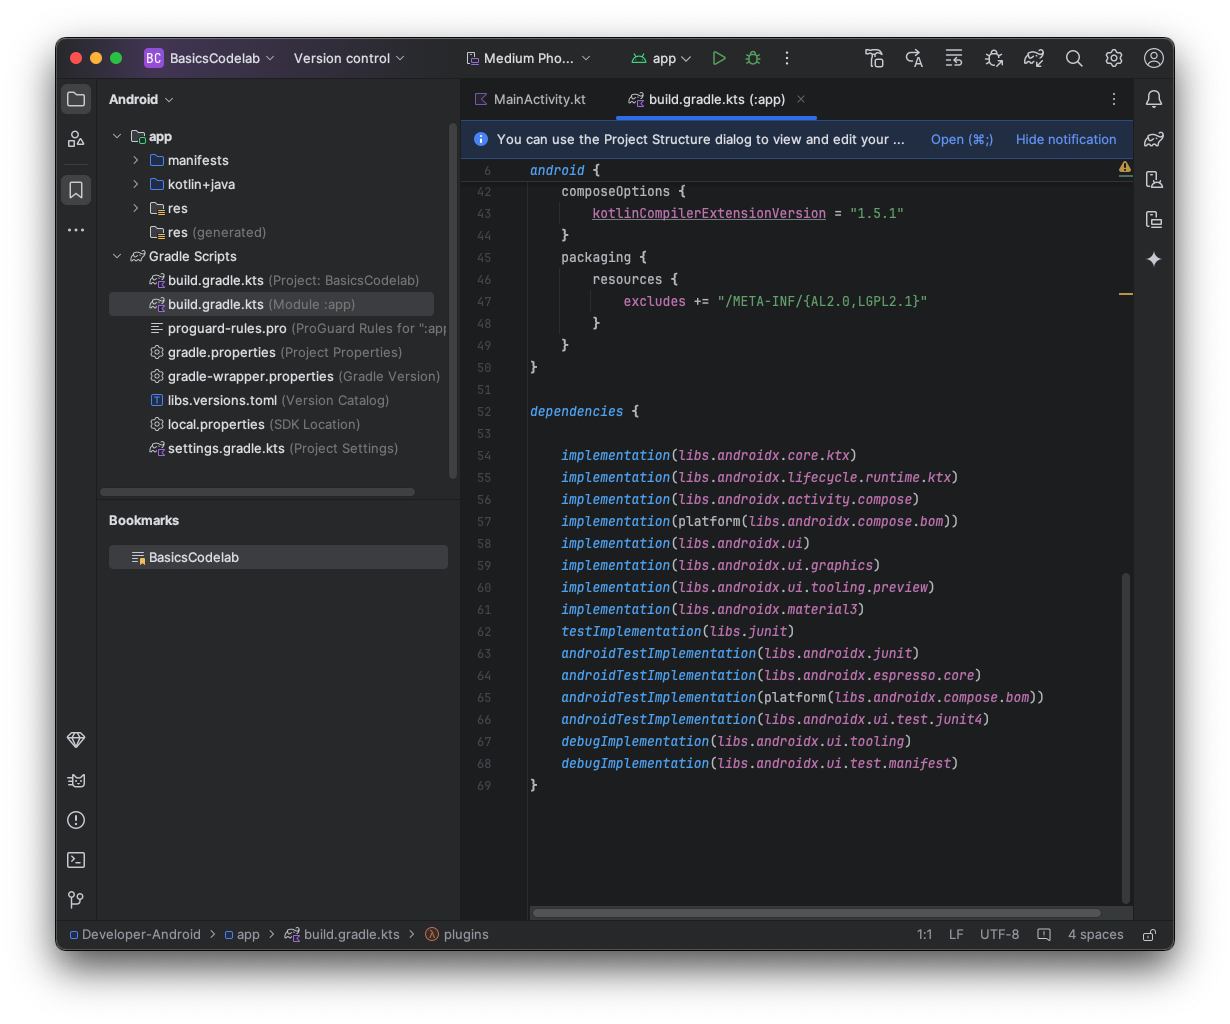 BC BasicsCodelab Version control Medium Pho... app
Android
app
manifests
kotlin+java
res
res (generated)
Gradle Scripts
build.gradle.kts (Project: BasicsCodelab)
build.gradle.kts (Module :app)
proguard-rules.pro (ProGuard Rules for ":app
gradle.properties (Project Properties)
gradle-wrapper.properties (Gradle Version)
libs.versions.toml (Version Catalog)
local.properties (SDK Location)
settings.gradle.kts (Project Settings)
Bookmarks
BasicsCodelab
MainActivity.kt build.gradle.kts (:app)
You can use the Project Structure dialog to view and edit your ... Open (⌘;) Hide notification
6 android {
42 composeOptions {
43 kotlinCompilerExtensionVersion = "1.5.1"
44 }
45 packaging {
46 resources {
47 excludes += "/META-INF/{AL2.0,LGPL2.1}"
48 }
49 }
50 }
51
52 dependencies {
53
54 implementation(libs.androidx.core.ktx)
55 implementation(libs.androidx.lifecycle.runtime.ktx)
56 implementation(libs.androidx.activity.compose)
57 implementation(platform(libs.androidx.compose.bom))
58 implementation(libs.androidx.ui)
59 implementation(libs.androidx.ui.graphics)
60 implementation(libs.androidx.ui.tooling.preview)
61 implementation(libs.androidx.material3)
62 testImplementation(libs.junit)
63 androidTestImplementation(libs.androidx.junit)
64 androidTestImplementation(libs.androidx.espresso.core)
65 androidTestImplementation(platform(libs.androidx.compose.bom))
66 androidTestImplementation(libs.androidx.ui.test.junit4)
67 debugImplementation(libs.androidx.ui.tooling)
68 debugImplementation(libs.androidx.ui.test.manifest)
69 }
Developer-Android > app > build.gradle.kts > plugins 1:1 LF UTF-8 4 spaces